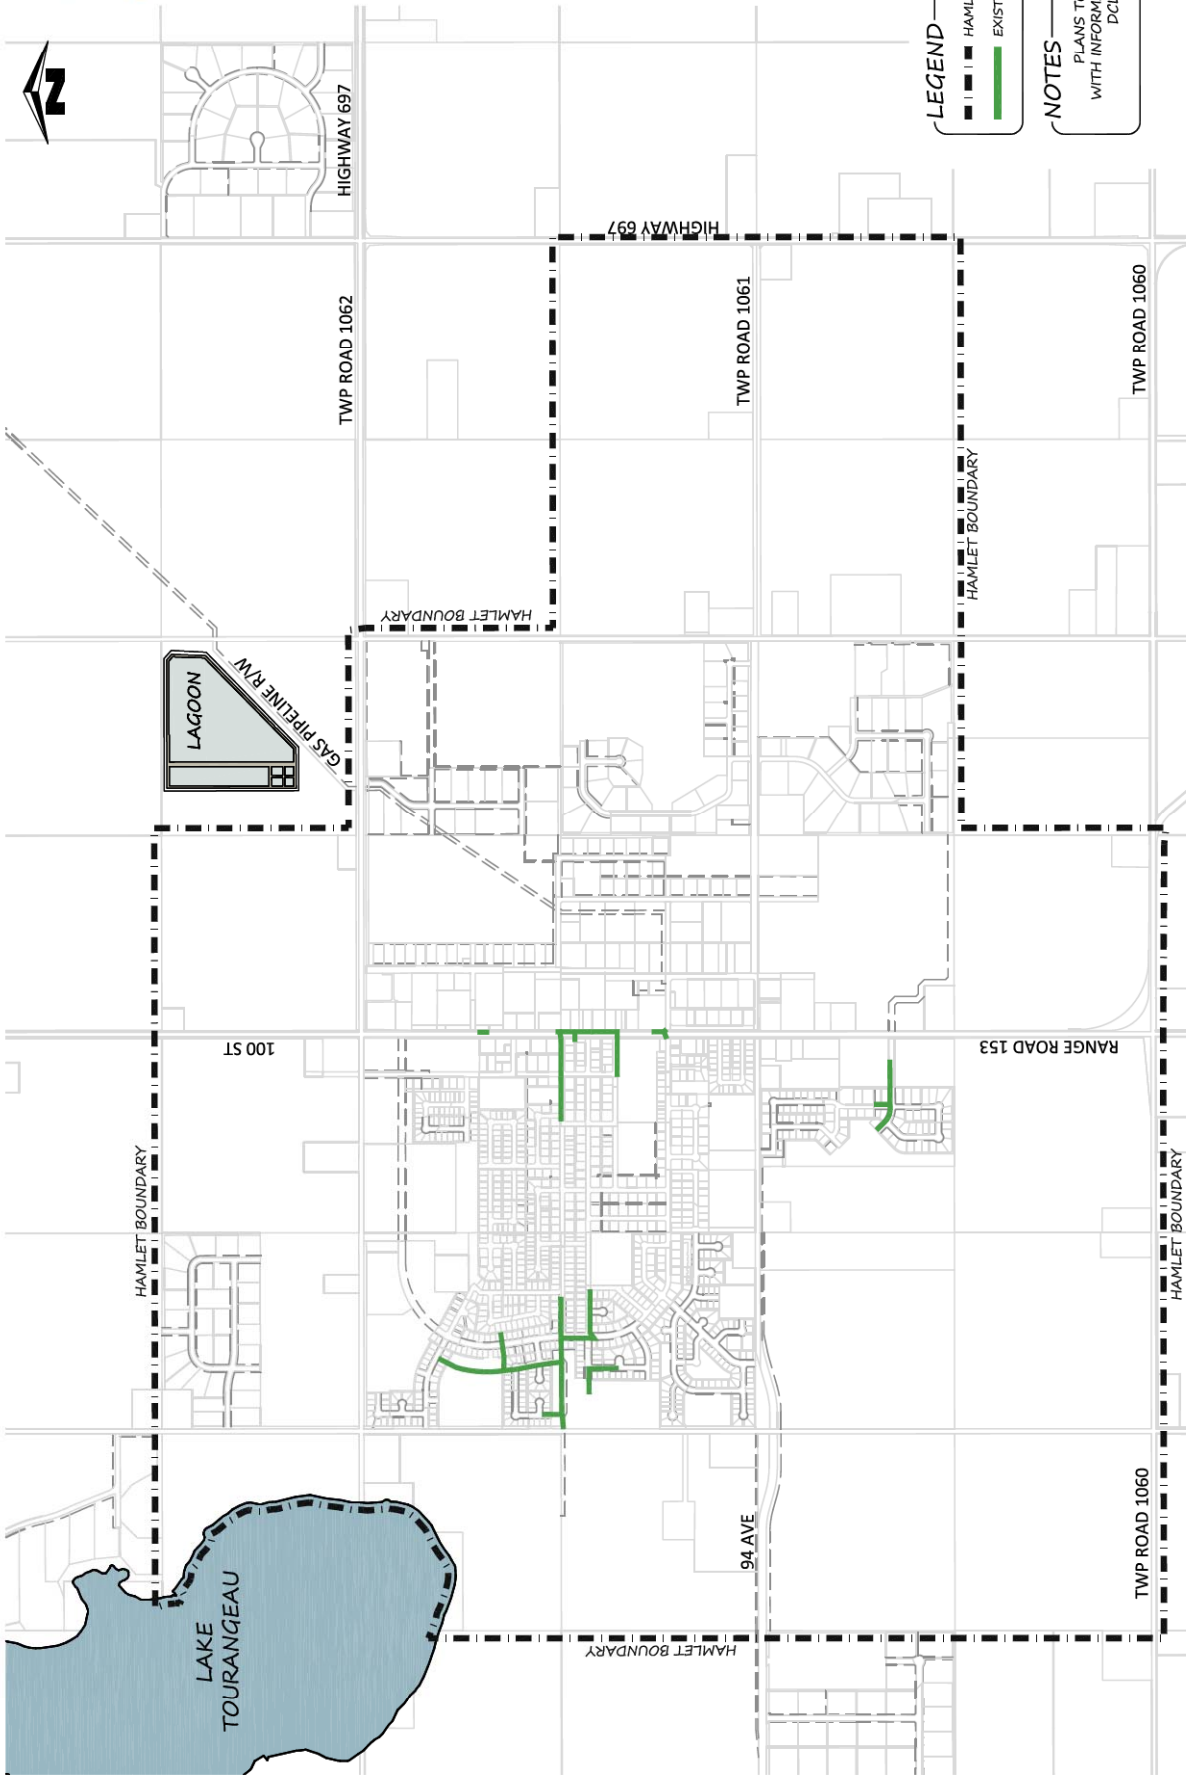 N
HIGHWAY 697
HIGHWAY 697
TWP ROAD 1062
TWP ROAD 1061
TWP ROAD 1060
HAMLET BOUNDARY
HAMLET BOUNDARY
LAGOON
GAS PIPELINE R/W
100 ST
RANGE ROAD 153
HAMLET BOUNDARY
HAMLET BOUNDARY
LAKE
TOURANGEAU
94 AVE
TWP ROAD 1060
HAMLET BOUNDARY
LEGEND
HAML
EXIST
NOTES
PLANS TO
WITH INFORM
DCL